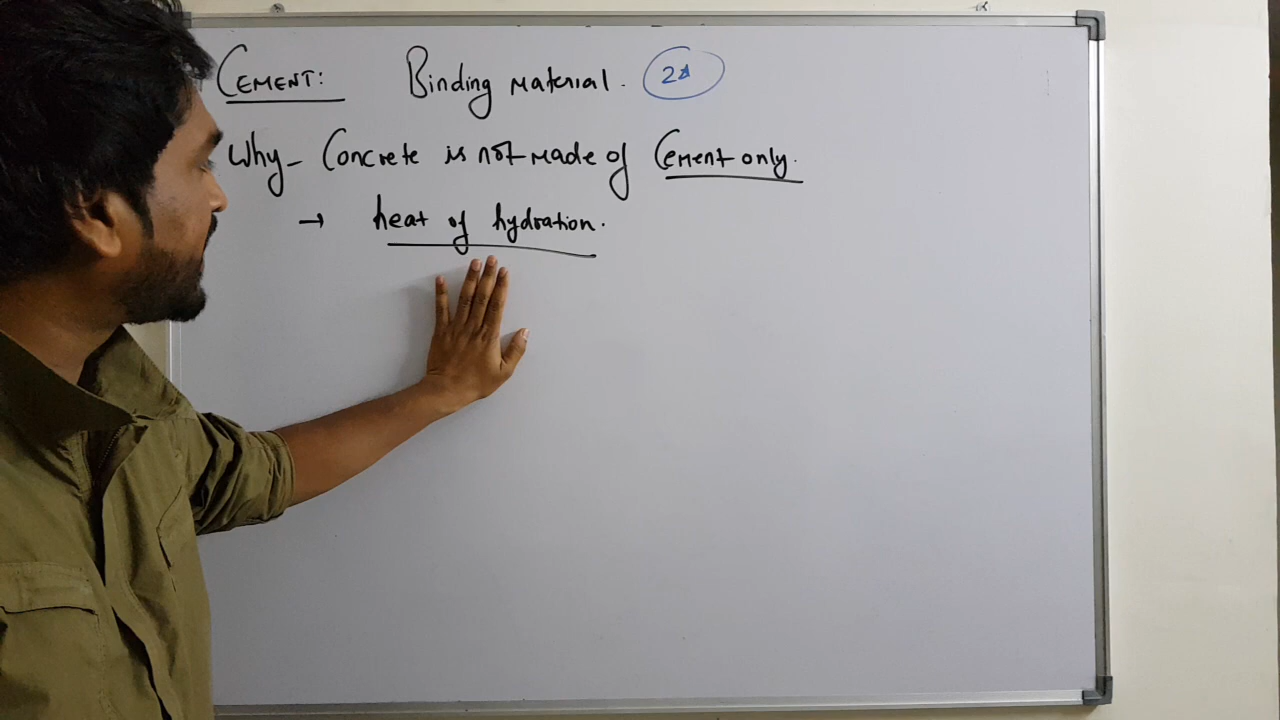 CEMENT: Binding material.
Why - Concrete is not made of Cement only.
→ heat of hydration.